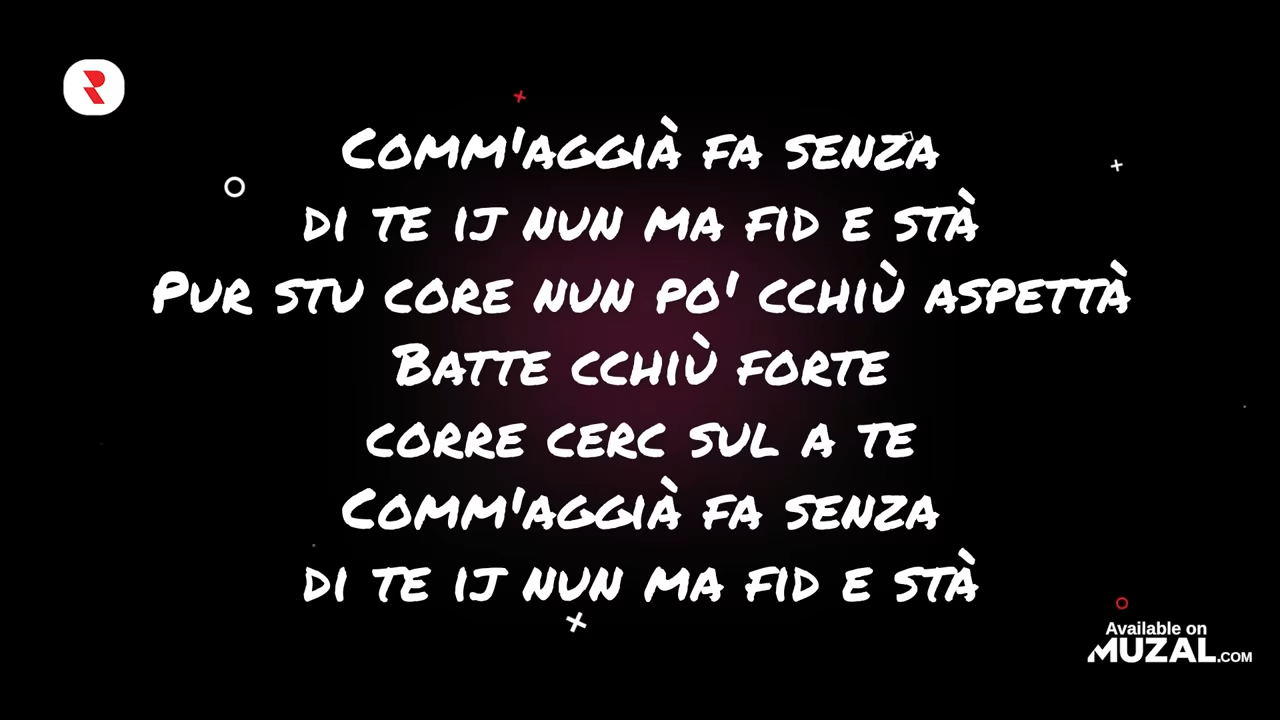 Comm'aggià fa senza
di te ij nun ma fid e stà
Pur stu core nun po' cchiù aspettà
Batte cchiù forte
corre cerc sul a te
Comm'aggià fa senza
di te ij nun ma fid e stà
Available on
MUZAL.COM